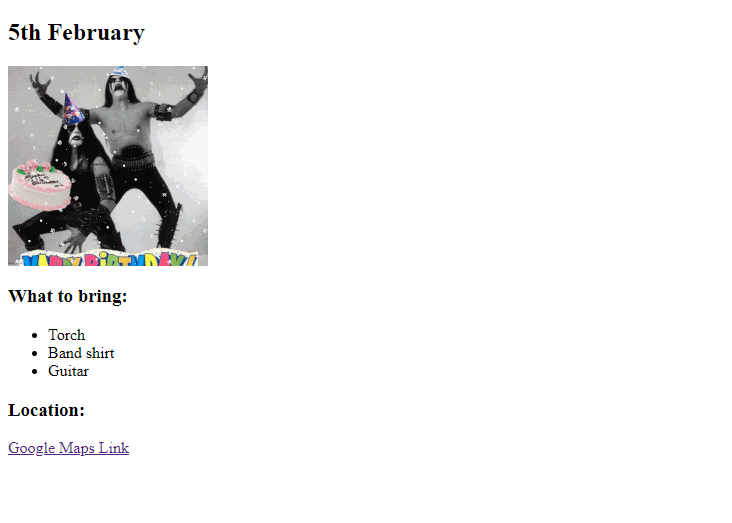 5th February
HAPPY BIRTHDAY!
What to bring:
Torch
Band shirt
Guitar
Location:
Google Maps Link